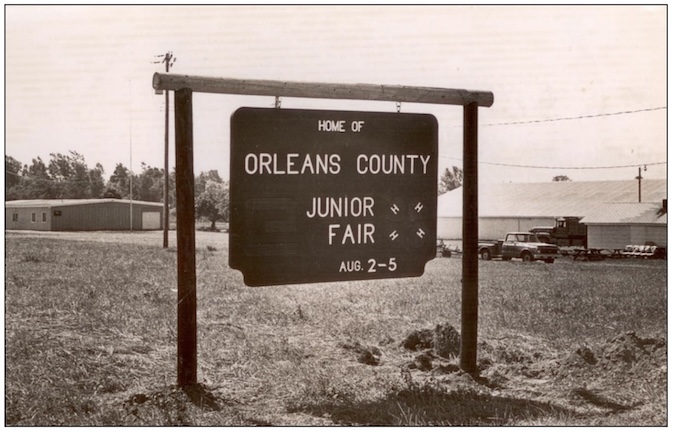 HOME OF
ORLEANS COUNTY
JUNIOR H H
FAIR H H
AUG. 2-5